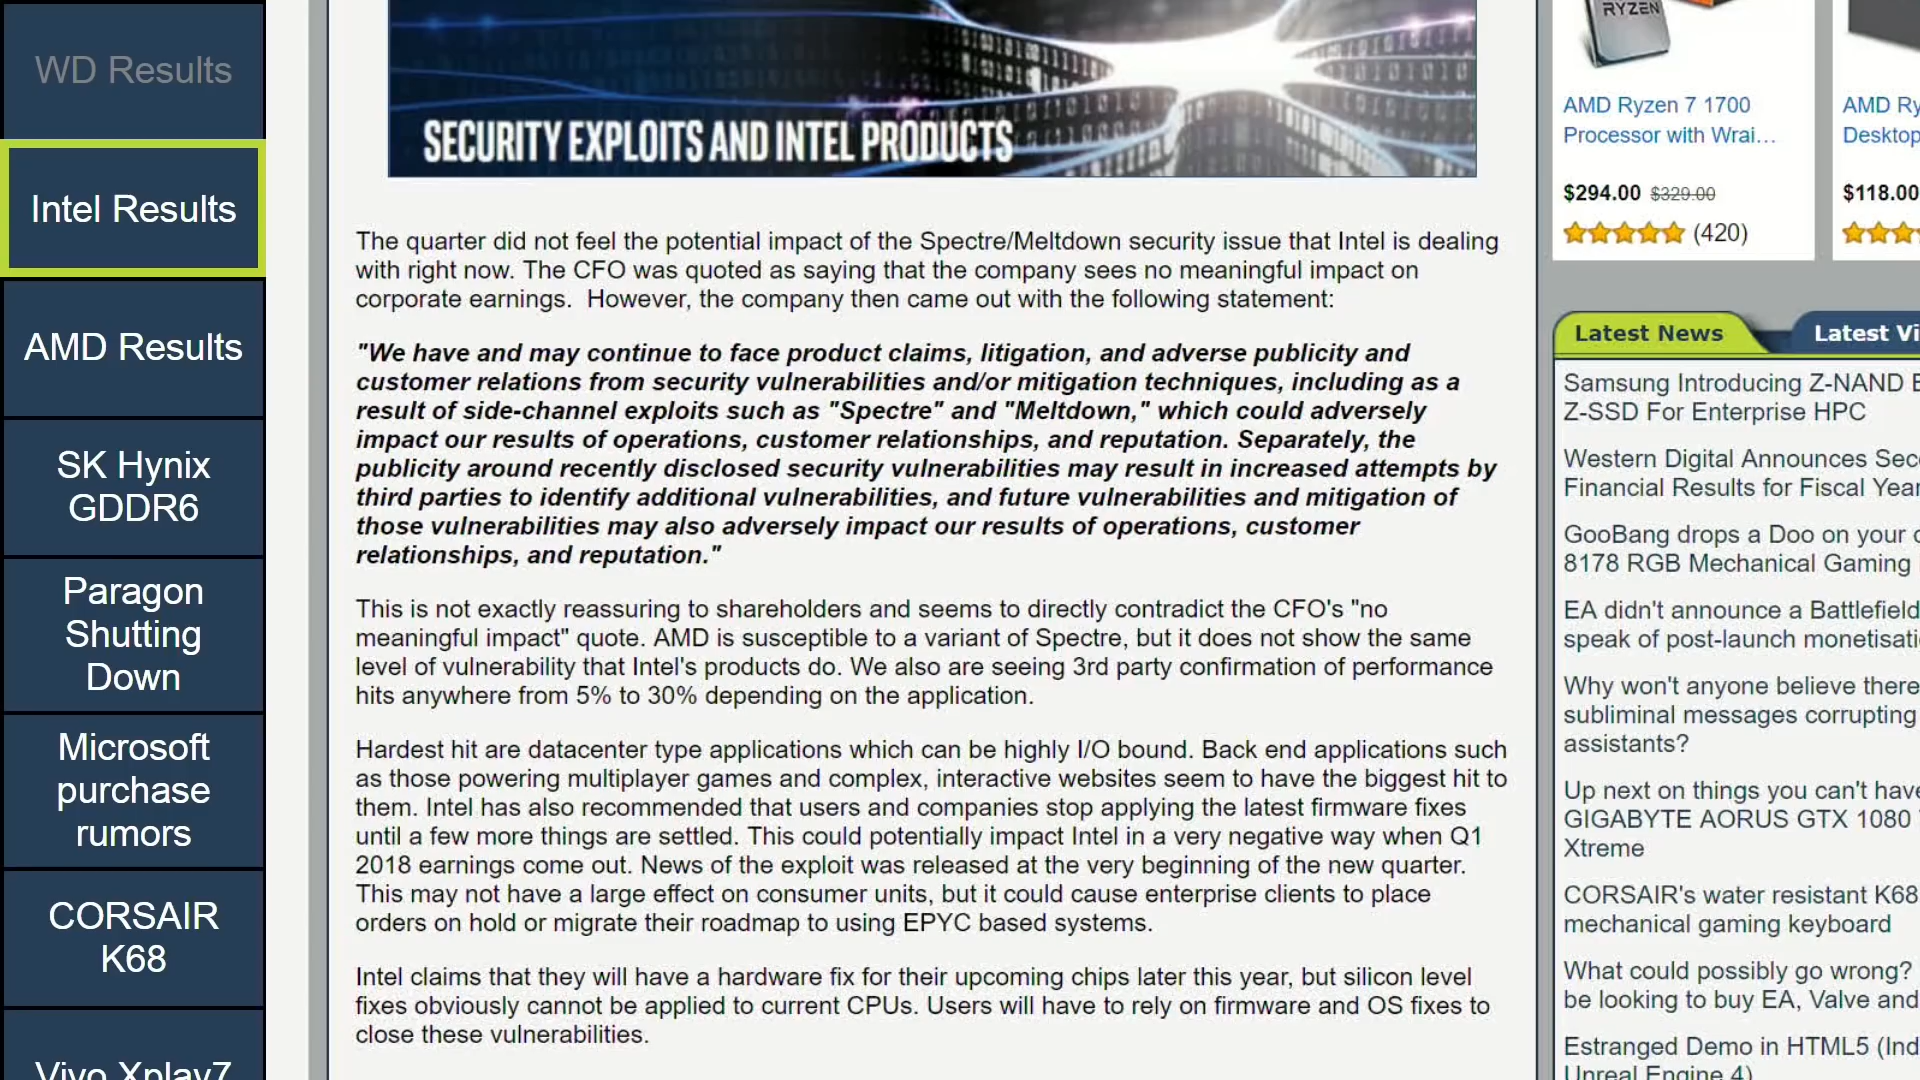 WD Results
Intel Results
AMD Results
SK Hynix
GDDR6
Paragon
Shutting
Down
Microsoft
purchase
rumors
CORSAIR
K68
Vivo Xplay7
SECURITY EXPLOITS AND INTEL PRODUCTS
The quarter did not feel the potential impact of the Spectre/Meltdown security issue that Intel is dealing
with right now. The CFO was quoted as saying that the company sees no meaningful impact on
corporate earnings.  However, the company then came out with the following statement:
"We have and may continue to face product claims, litigation, and adverse publicity and
customer relations from security vulnerabilities and/or mitigation techniques, including as a
result of side-channel exploits such as "Spectre" and "Meltdown," which could adversely
impact our results of operations, customer relationships, and reputation. Separately, the
publicity around recently disclosed security vulnerabilities may result in increased attempts by
third parties to identify additional vulnerabilities, and future vulnerabilities and mitigation of
those vulnerabilities may also adversely impact our results of operations, customer
relationships, and reputation."
This is not exactly reassuring to shareholders and seems to directly contradict the CFO's "no
meaningful impact" quote. AMD is susceptible to a variant of Spectre, but it does not show the same
level of vulnerability that Intel's products do. We also are seeing 3rd party confirmation of performance
hits anywhere from 5% to 30% depending on the application.
Hardest hit are datacenter type applications which can be highly I/O bound. Back end applications such
as those powering multiplayer games and complex, interactive websites seem to have the biggest hit to
them. Intel has also recommended that users and companies stop applying the latest firmware fixes
until a few more things are settled. This could potentially impact Intel in a very negative way when Q1
2018 earnings come out. News of the exploit was released at the very beginning of the new quarter.
This may not have a large effect on consumer units, but it could cause enterprise clients to place
orders on hold or migrate their roadmap to using EPYC based systems.
Intel claims that they will have a hardware fix for their upcoming chips later this year, but silicon level
fixes obviously cannot be applied to current CPUs. Users will have to rely on firmware and OS fixes to
close these vulnerabilities.
RYZEN
AMD Ryzen 7 1700
Processor with Wrai...
$294.00 $329.00
(420)
AMD Ry
Desktop
$118.00
Latest News
Latest Vi
Samsung Introducing Z-NAND B
Z-SSD For Enterprise HPC
Western Digital Announces Seco
Financial Results for Fiscal Year
GooBang drops a Doo on your d
8178 RGB Mechanical Gaming
EA didn't announce a Battlefield
speak of post-launch monetisati
Why won't anyone believe there
subliminal messages corrupting
assistants?
Up next on things you can't have
GIGABYTE AORUS GTX 1080
Xtreme
CORSAIR's water resistant K68
mechanical gaming keyboard
What could possibly go wrong?
be looking to buy EA, Valve and
Estranged Demo in HTML5 (Ind
Unreal Engine 4)